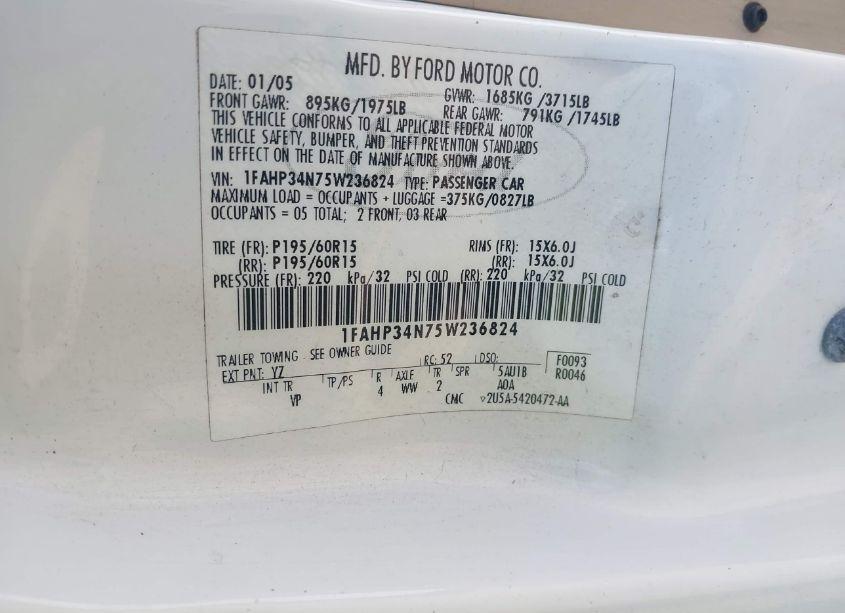 MFD. BY FORD MOTOR CO.
DATE: 01/05 GVWR: 1685KG /3715LB
FRONT GAWR: 895KG/1975LB REAR GAWR: 791KG /1745LB
THIS VEHICLE CONFORMS TO ALL APPLICABLE FEDERAL MOTOR
VEHICLE SAFETY, BUMPER, AND THEFT PREVENTION STANDARDS
IN EFFECT ON THE DATE OF MANUFACTURE SHOWN ABOVE.
VIN: 1FAHP34N75W236824 TYPE: PASSENGER CAR
MAXIMUM LOAD = OCCUPANTS + LUGGAGE =375KG/0827LB
OCCUPANTS = 05 TOTAL; 2 FRONT, 03 REAR
TIRE (FR): P195/60R15 RIMS (FR): 15X6.0J
(RR): P195/60R15 (RR): 15X6.0J
PRESSURE (FR): 220 kPa/32 PSI COLD (RR): 220 kPa/32 PSI COLD
1FAHP34N75W236824
TRAILER TOWING - SEE OWNER GUIDE
EXT PNT: YZ RC: 52 DSO: F0093
R0046
INT TR TP/PS R AXLE TR SPR 5AU1B
VP 4 WW 2 AOA
CMC 2U5A-5420472-AA